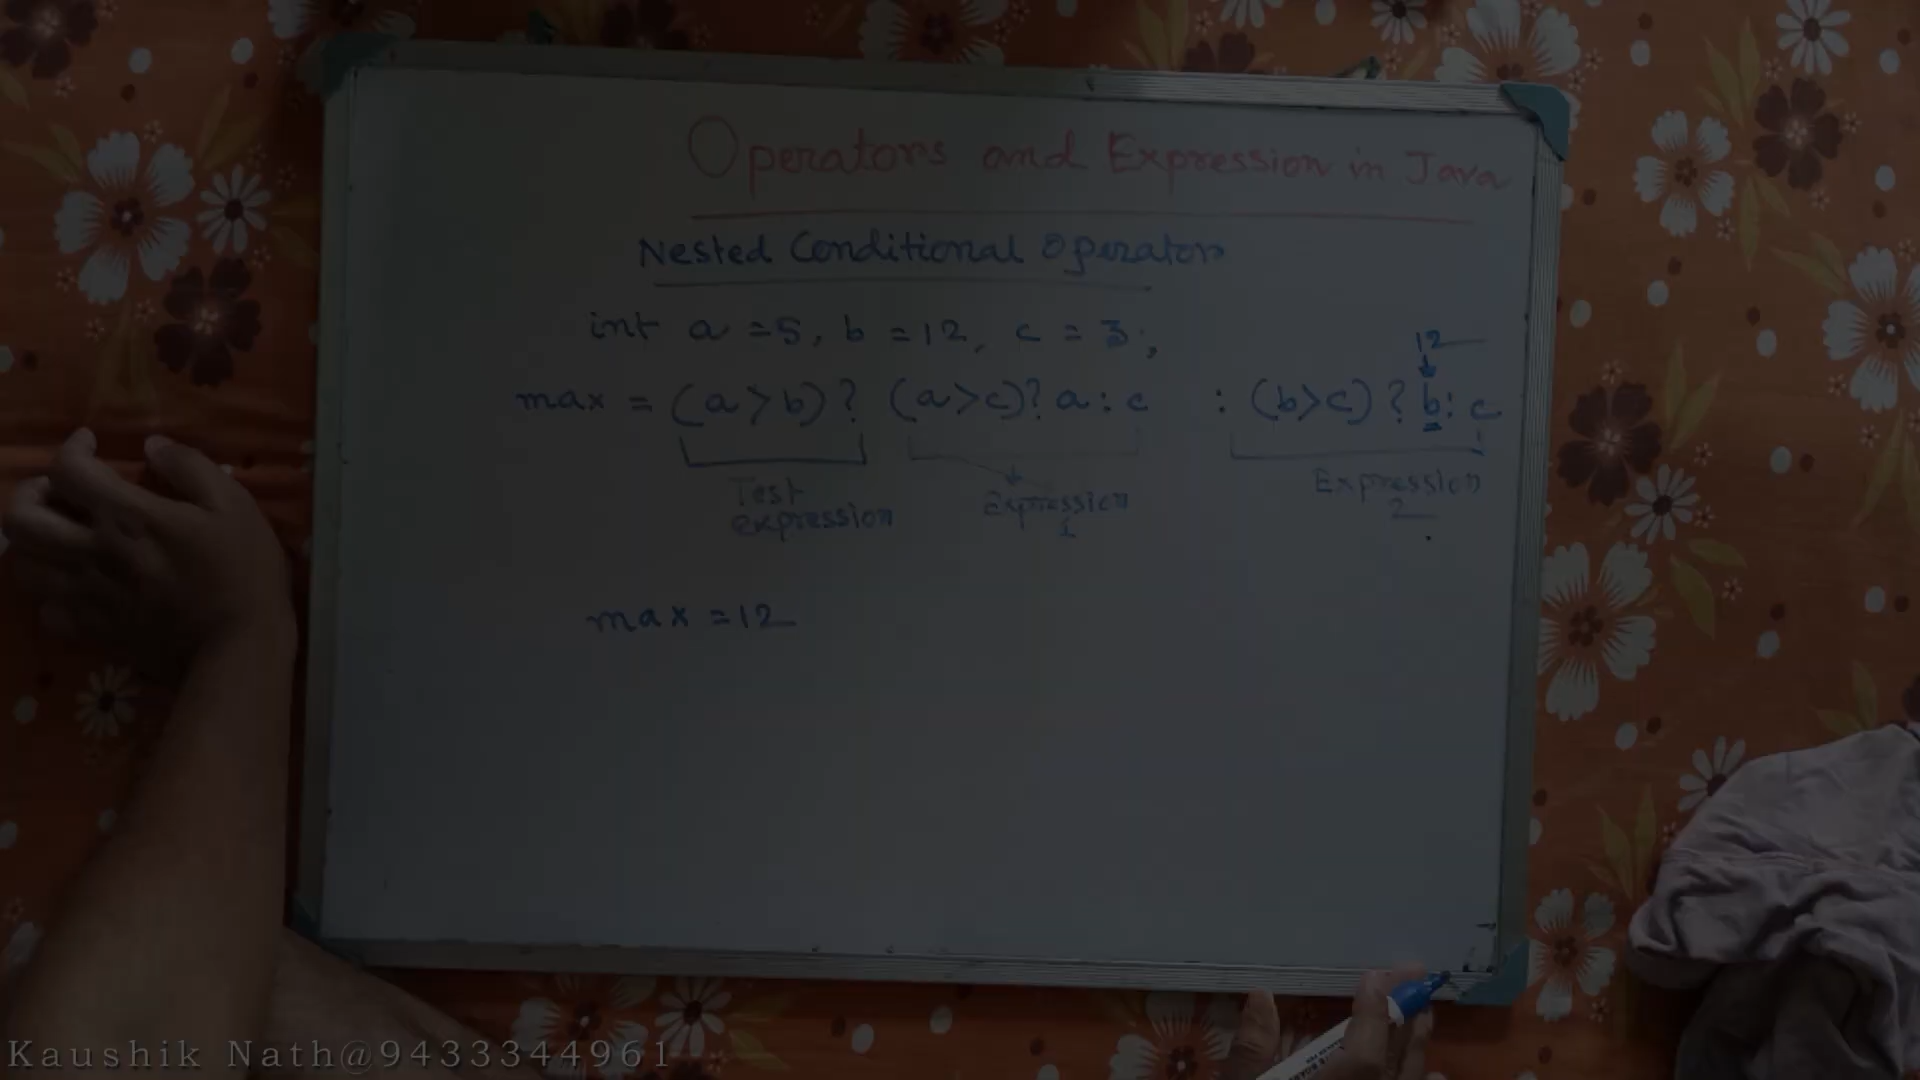 Operators and Expression in Java
Nested Conditional Operator
int a = 5, b = 12, c = 3;
12
max = (a>b)? (a>c)? a : c : (b>c) ? b : c
Test expression
Expression 1
Expression 2
max = 12
Kaushik Nath@9433344961